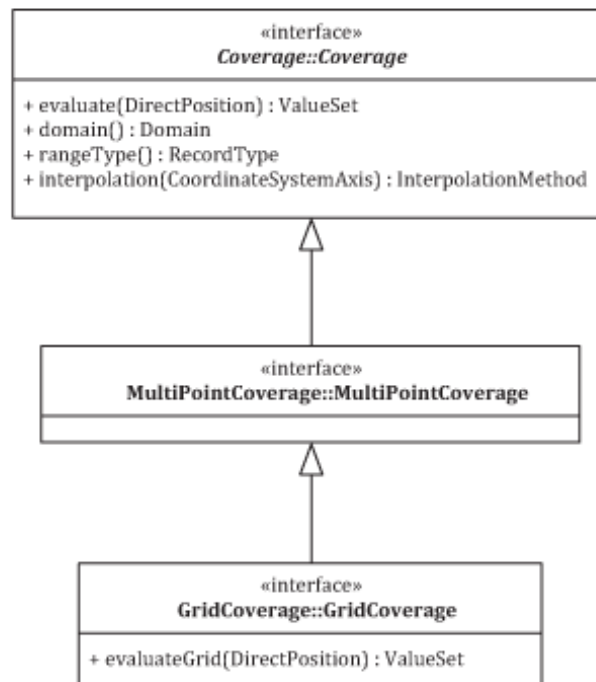 «interface»
Coverage::Coverage
+ evaluate(DirectPosition) : ValueSet
+ domain() : Domain
+ rangeType() : RecordType
+ interpolation(CoordinateSystemAxis) : InterpolationMethod
«interface»
MultiPointCoverage::MultiPointCoverage
«interface»
GridCoverage::GridCoverage
+ evaluateGrid(DirectPosition) : ValueSet